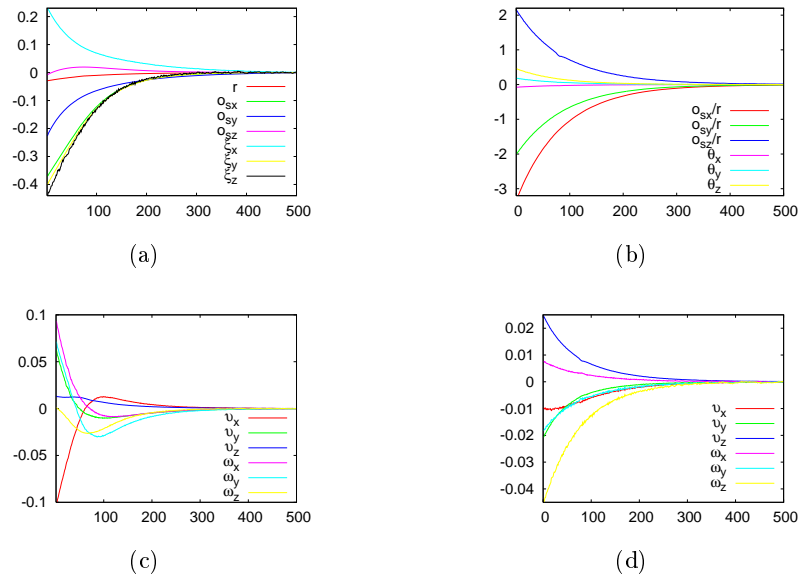 0.2
0.1
0
-0.1
-0.2
-0.3
-0.4
100 200 300 400 500
r
o_sx
o_sy
o_sz
ξ_x
ξ_y
ξ_z
(a)
2
1
0
-1
-2
-3
0 100 200 300 400 500
o_sx/r
o_sy/r
o_sz/r
θ_x
θ_y
θ_z
(b)
0.1
0.05
0
-0.05
-0.1
100 200 300 400 500
υ_x
υ_y
υ_z
ω_x
ω_y
ω_z
(c)
0.02
0.01
0
-0.01
-0.02
-0.03
-0.04
0 100 200 300 400 500
υ_x
υ_y
υ_z
ω_x
ω_y
ω_z
(d)